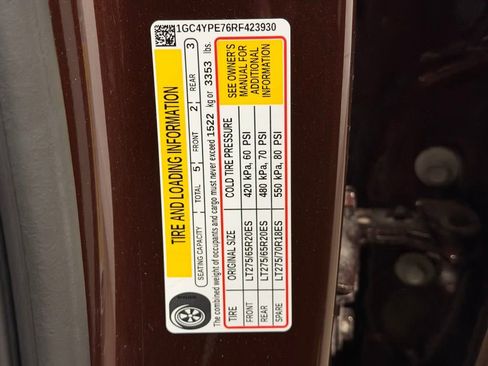 1GC4YPE76RF423930
TIRE AND LOADING INFORMATION
SEATING CAPACITY TOTAL 5 FRONT 2 REAR 3
The combined weight of occupants and cargo must never exceed 1522 kg or 3353 lbs.
TIRE ORIGINAL SIZE COLD TIRE PRESSURE
FRONT LT275/65R20ES 420 kPa, 60 PSI
REAR LT275/65R20ES 480 kPa, 70 PSI
SPARE LT275/70R18ES 550 kPa, 80 PSI
SEE OWNER'S
MANUAL FOR
ADDITIONAL
INFORMATION